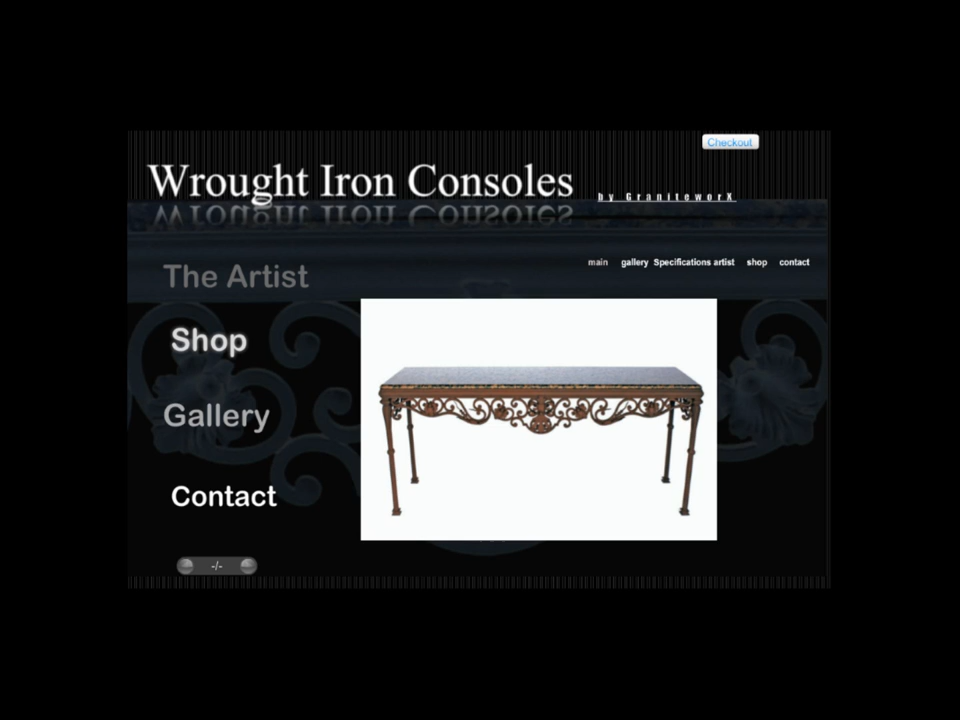 Checkout
Wrought Iron Consoles
by GraniteworX
main gallery Specifications artist shop contact
The Artist
Shop
Gallery
Contact
-/-